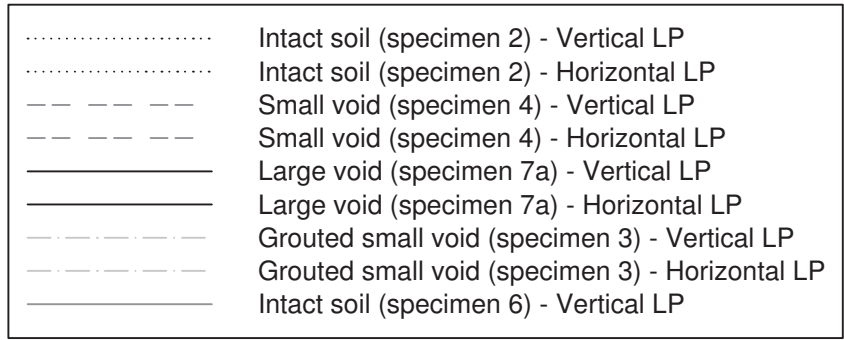 Intact soil (specimen 2) - Vertical LP
Intact soil (specimen 2) - Horizontal LP
Small void (specimen 4) - Vertical LP
Small void (specimen 4) - Horizontal LP
Large void (specimen 7a) - Vertical LP
Large void (specimen 7a) - Horizontal LP
Grouted small void (specimen 3) - Vertical LP
Grouted small void (specimen 3) - Horizontal LP
Intact soil (specimen 6) - Vertical LP